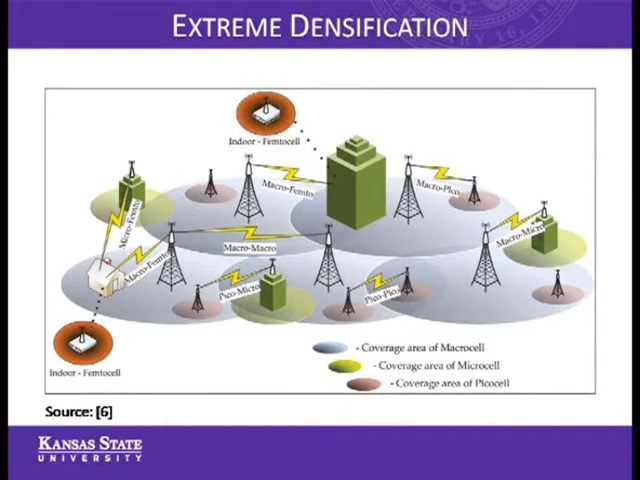 EXTREME DENSIFICATION
Indoor - Femtocell
Macro-Femto
Macro-Pico
Micro-Femto
Macro-Micro
Macro-Macro
Macro-Femto
Pico-Micro
Pico-Pico
Indoor - Femtocell
- Coverage area of Macrocell
- Coverage area of Microcell
- Coverage area of Picocell
Source: [6]
KANSAS STATE
UNIVERSITY